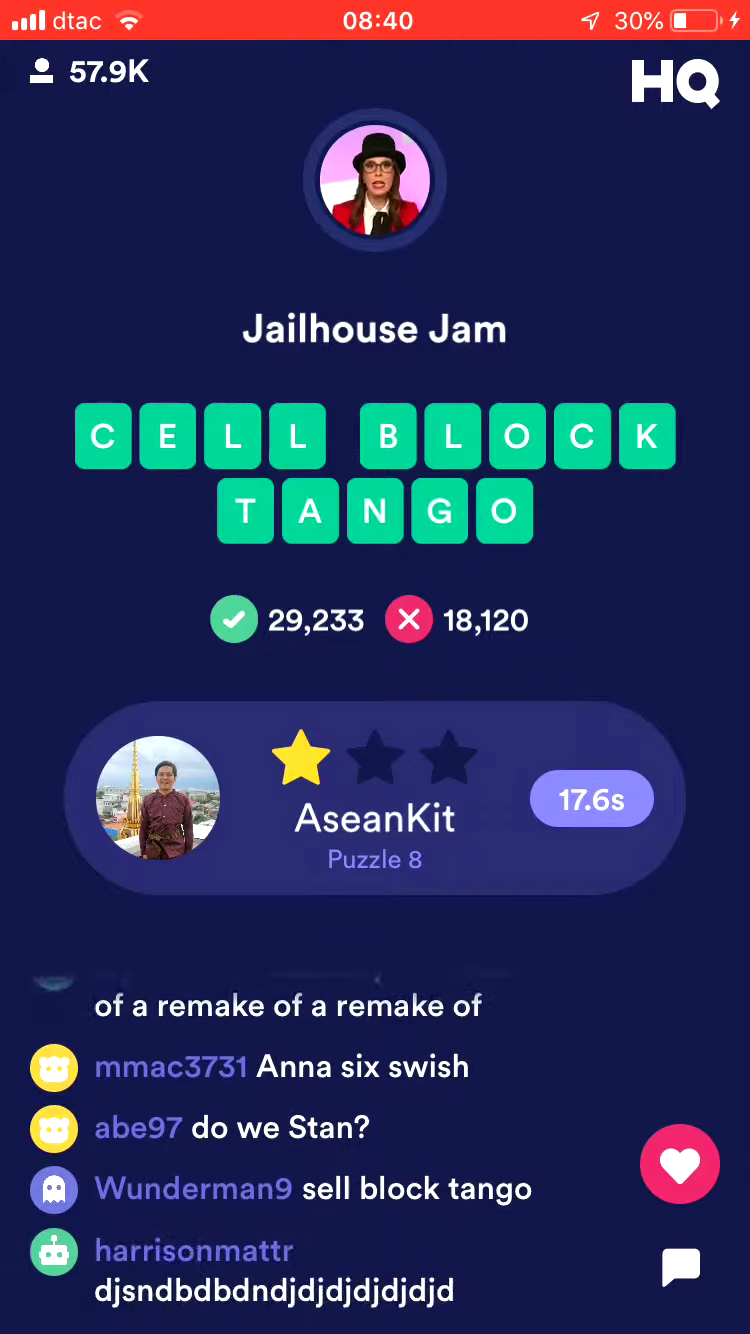 dtac 08:40 30%
57.9K HQ
Jailhouse Jam
CELL BLOCK
TANGO
29,233 18,120
AseanKit 17.6s
Puzzle 8
of a remake of a remake of
mmac3731 Anna six swish
abe97 do we Stan?
Wunderman9 sell block tango
harrisonmattr
djsndbdbdndjdjdjdjdjdjd